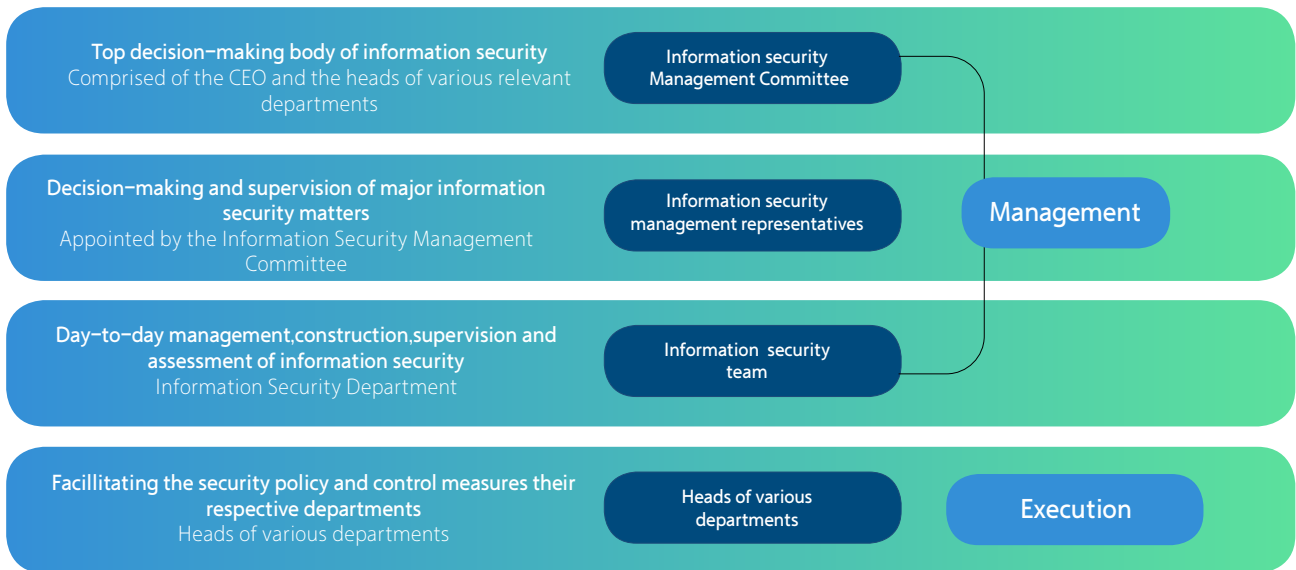 Top decision-making body of information security
Comprised of the CEO and the heads of various relevant
departments
Information security
Management Committee
Decision-making and supervision of major information
security matters
Appointed by the Information Security Management
Committee
Information security
management representatives
Management
Day-to-day management,construction,supervision and
assessment of information security
Information Security Department
Information security
team
Facillitating the security policy and control measures their
respective departments
Heads of various departments
Heads of various
departments
Execution